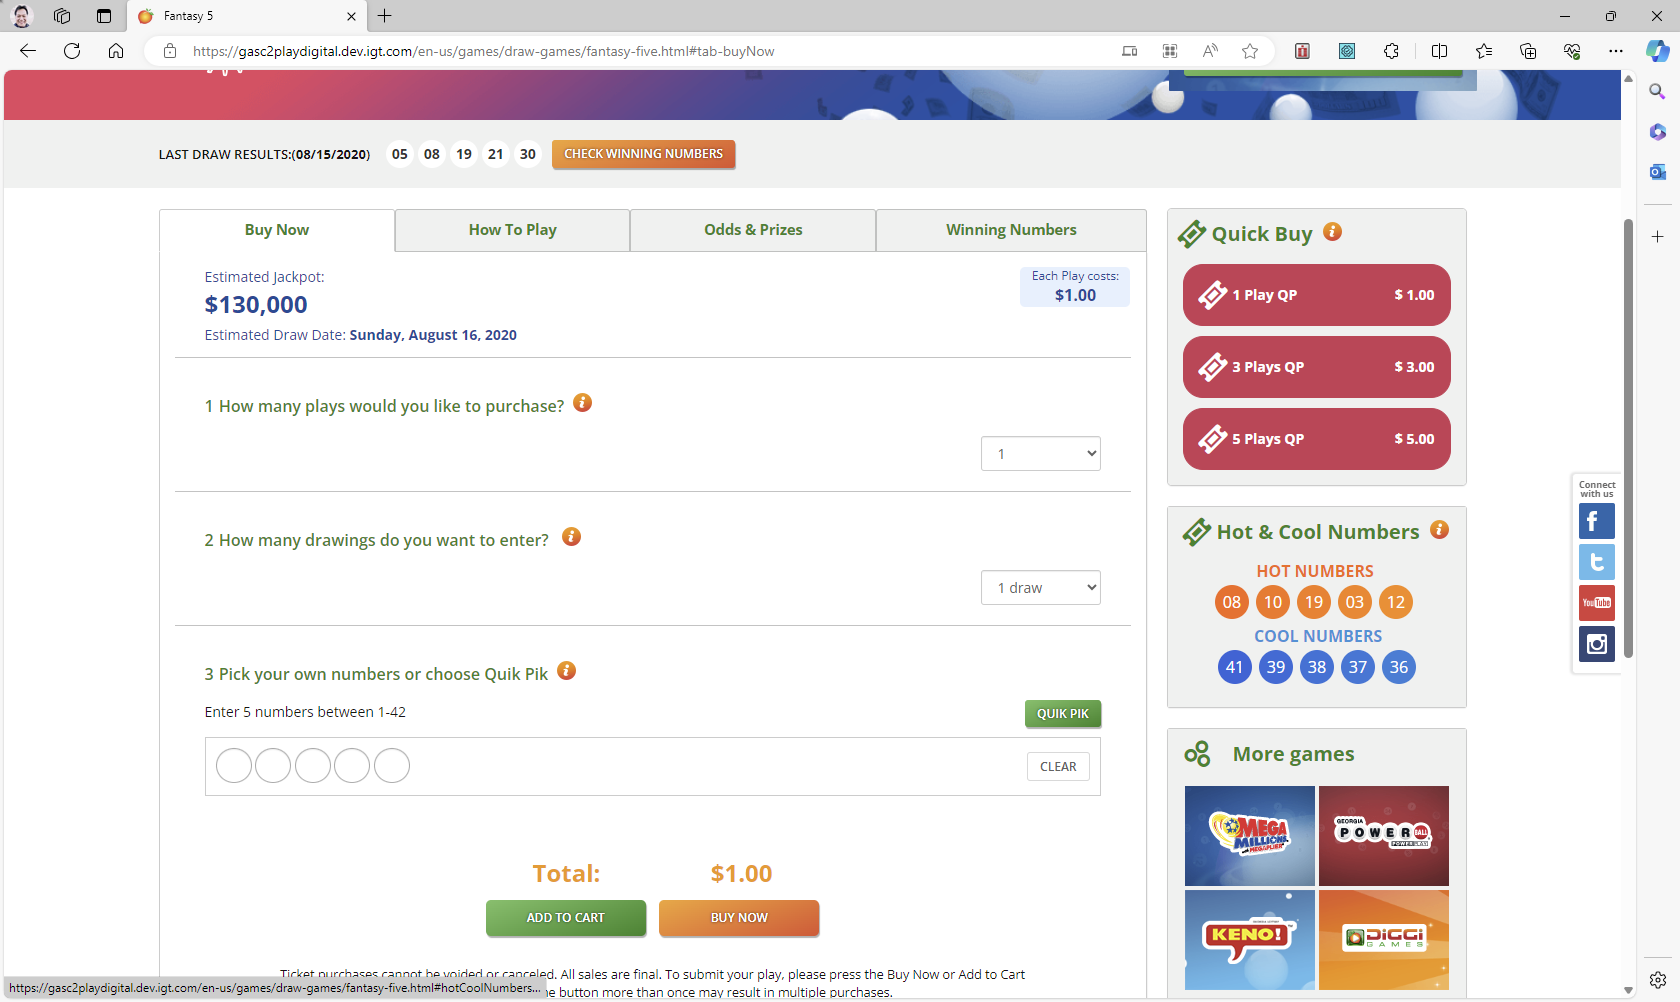 Fantasy 5
https://gasc2playdigital.dev.igt.com/en-us/games/draw-games/fantasy-five.html#tab-buyNow
LAST DRAW RESULTS:(08/15/2020) 05 08 19 21 30 CHECK WINNING NUMBERS
Buy Now How To Play Odds & Prizes Winning Numbers
Estimated Jackpot:
$130,000
Estimated Draw Date: Sunday, August 16, 2020
Each Play costs:
$1.00
1 How many plays would you like to purchase? i
1
2 How many drawings do you want to enter? i
1 draw
3 Pick your own numbers or choose Quik Pik i
Enter 5 numbers between 1-42
QUIK PIK
CLEAR
Total: $1.00
ADD TO CART BUY NOW
Ticket purchases cannot be voided or canceled. All sales are final. To submit your play, please press the Buy Now or Add to Cart
e button more than once may result in multiple purchases.
https://gasc2playdigital.dev.igt.com/en-us/games/draw-games/fantasy-five.html#hotCoolNumbers...
Quick Buy i
1 Play QP $ 1.00
3 Plays QP $ 3.00
5 Plays QP $ 5.00
Hot & Cool Numbers i
HOT NUMBERS
08 10 19 03 12
COOL NUMBERS
41 39 38 37 36
More games
MEGA MILLIONS
MEGAPLIER
GEORGIA
POWERBALL
POWERPLAY
KENO!
DiGGi GAMES
Connect
with us
f
t
YouTube